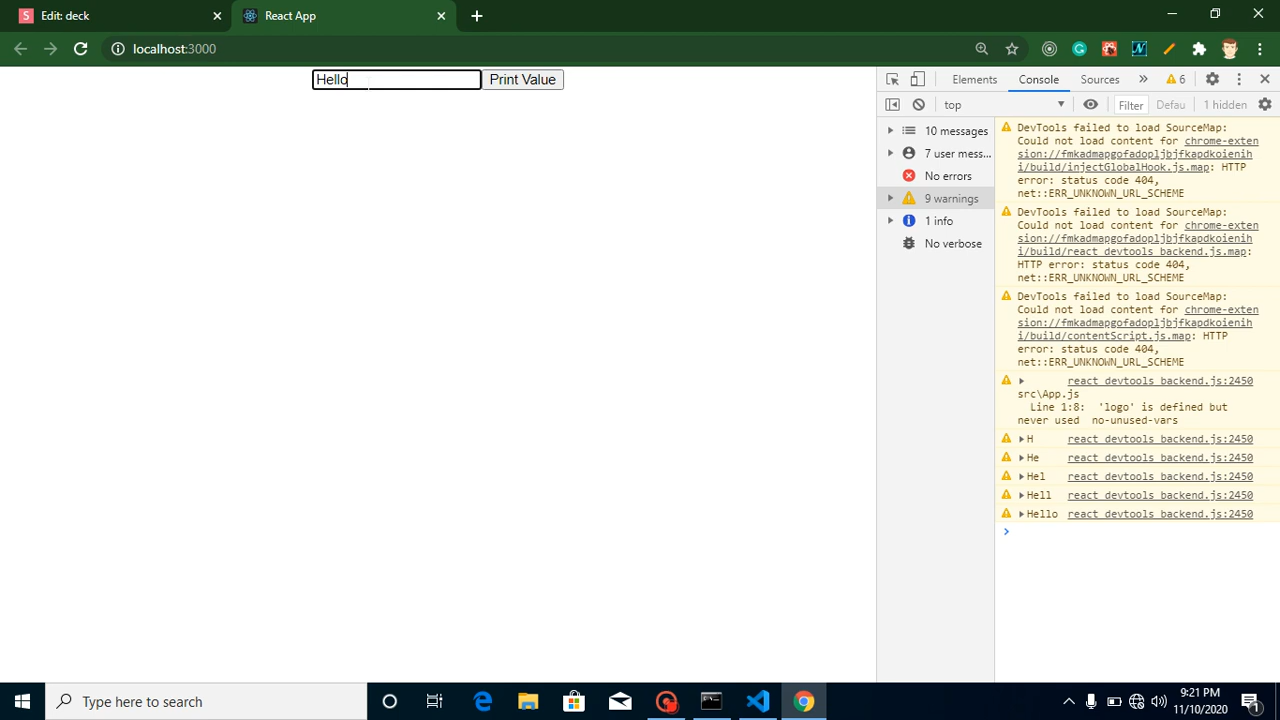 S Edit: deck
React App
localhost:3000
Hello
Print Value
Elements Console Sources » 6
top Filter Defau 1 hidden
10 messages
7 user mess...
No errors
9 warnings
1 info
No verbose
DevTools failed to load SourceMap:
Could not load content for chrome-exten
sion://fmkadmapgofadopljbjfkapdkoienih
i/build/injectGlobalHook.js.map: HTTP
error: status code 404,
net::ERR_UNKNOWN_URL_SCHEME
DevTools failed to load SourceMap:
Could not load content for chrome-exten
sion://fmkadmapgofadopljbjfkapdkoienih
i/build/react_devtools_backend.js.map:
HTTP error: status code 404,
net::ERR_UNKNOWN_URL_SCHEME
DevTools failed to load SourceMap:
Could not load content for chrome-exten
sion://fmkadmapgofadopljbjfkapdkoienih
i/build/contentScript.js.map: HTTP
error: status code 404,
net::ERR_UNKNOWN_URL_SCHEME
react_devtools_backend.js:2450
src\App.js
Line 1:8: 'logo' is defined but
never used no-unused-vars
H react_devtools_backend.js:2450
He react_devtools_backend.js:2450
Hel react_devtools_backend.js:2450
Hell react_devtools_backend.js:2450
Hello react_devtools_backend.js:2450
Type here to search
9:21 PM
11/10/2020
1